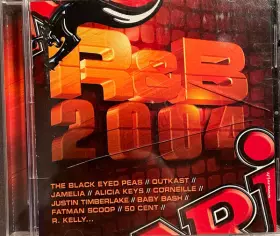 R&B
2004
THE BLACK EYED PEAS // OUTKAST //
JAMELIA // ALICIA KEYS // CORNEILLE //
JUSTIN TIMBERLAKE // BABY BASH //
FATMAN SCOOP // 50 CENT //
R. KELLY...